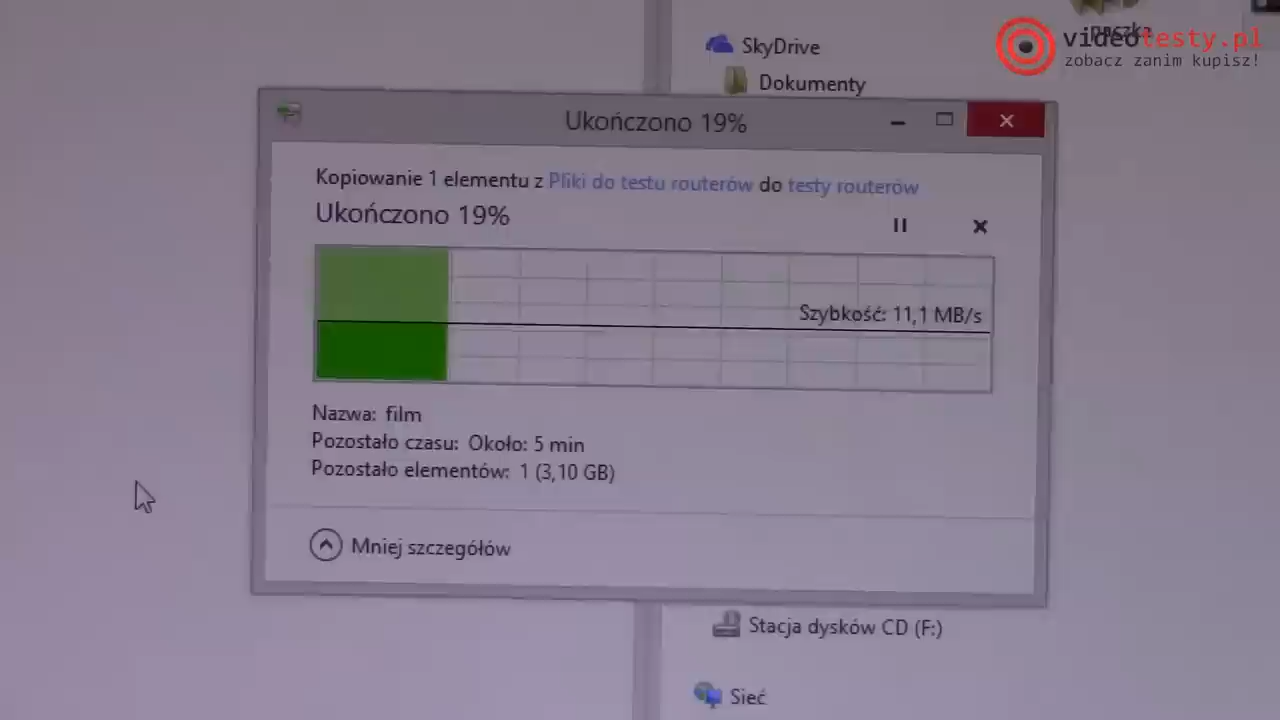 SkyDrive
paczka
videotesty.pl
zobacz zanim kupisz!
Dokumenty
Ukończono 19%
Kopiowanie 1 elementu z Pliki do testu routerów do testy routerów
Ukończono 19%
Szybkość: 11,1 MB/s
Nazwa: film
Pozostało czasu: Około: 5 min
Pozostało elementów: 1 (3,10 GB)
Mniej szczegółów
Stacja dysków CD (F:)
Sieć